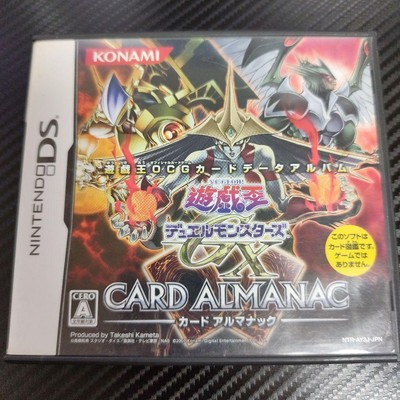 KONAMI
NINTENDO DS
遊戯王OCGカードデータアルバム
遊戯王
デュエルモンスターズ
GX
CARD ALMANAC
カード アルマナック
このソフトは
カード図鑑です。
ゲームでは
ありません。
CERO
A
Produced by Takeshi Kameta